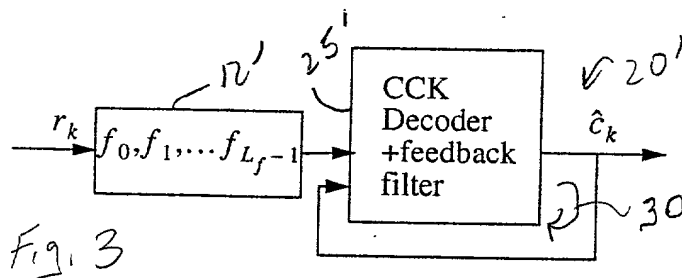 12'
25'
20'
r_k
f_0, f_1, ... f_{L_f-1}
CCK
Decoder
+feedback
filter
ĉ_k
30
Fig. 3